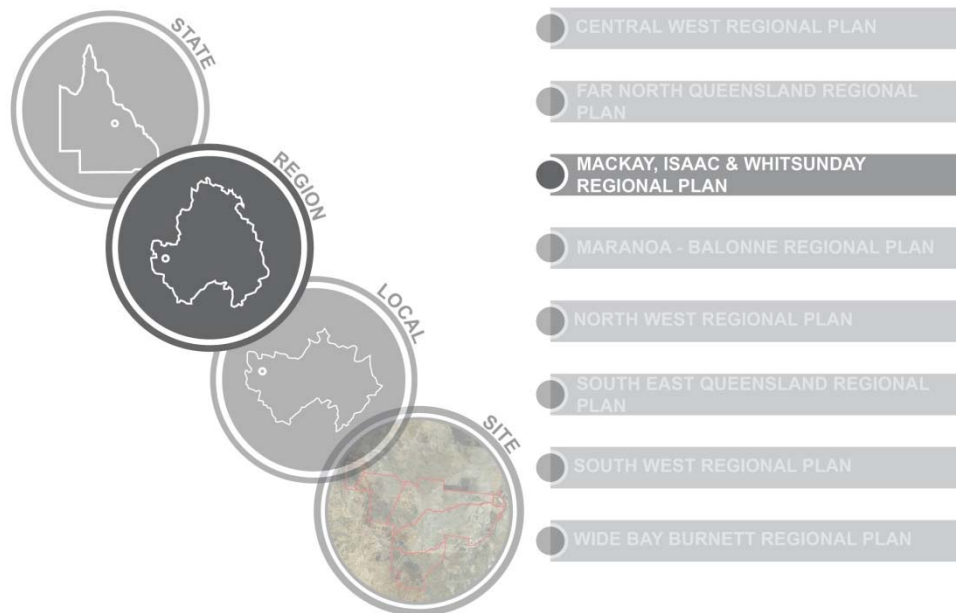 STATE
REGION
LOCAL
SITE
CENTRAL WEST REGIONAL PLAN
FAR NORTH QUEENSLAND REGIONAL
PLAN
MACKAY, ISAAC & WHITSUNDAY
REGIONAL PLAN
MARANOA - BALONNE REGIONAL PLAN
NORTH WEST REGIONAL PLAN
SOUTH EAST QUEENSLAND REGIONAL
PLAN
SOUTH WEST REGIONAL PLAN
WIDE BAY BURNETT REGIONAL PLAN